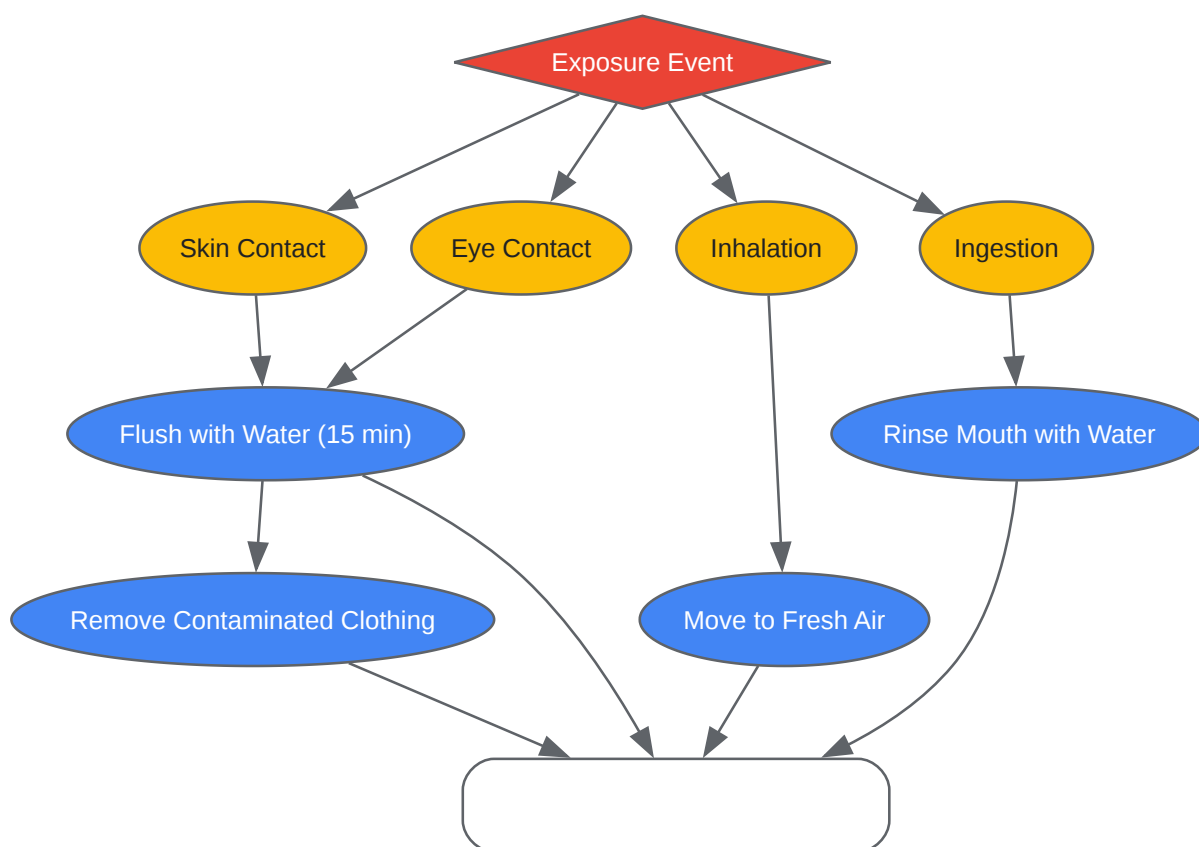 Exposure Event
Skin Contact
Eye Contact
Inhalation
Ingestion
Flush with Water (15 min)
Rinse Mouth with Water
Remove Contaminated Clothing
Move to Fresh Air